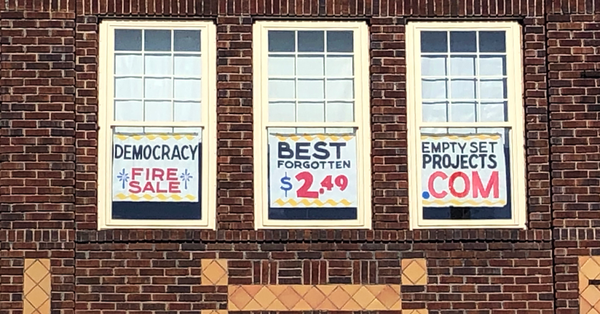 DEMOCRACY
FIRE
SALE
BEST
FORGOTTEN
$2.49
EMPTY SET
PROJECTS
.COM